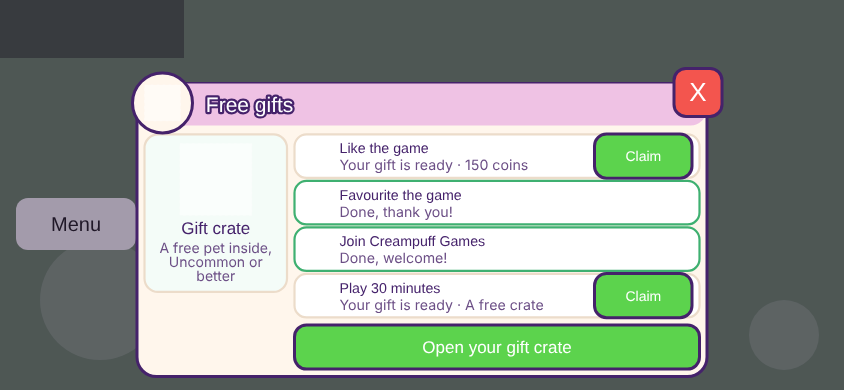 Free gifts
X
Menu
Gift crate
A free pet inside,
Uncommon or
better
Like the game
Your gift is ready · 150 coins
Claim
Favourite the game
Done, thank you!
Join Creampuff Games
Done, welcome!
Play 30 minutes
Your gift is ready · A free crate
Claim
Open your gift crate